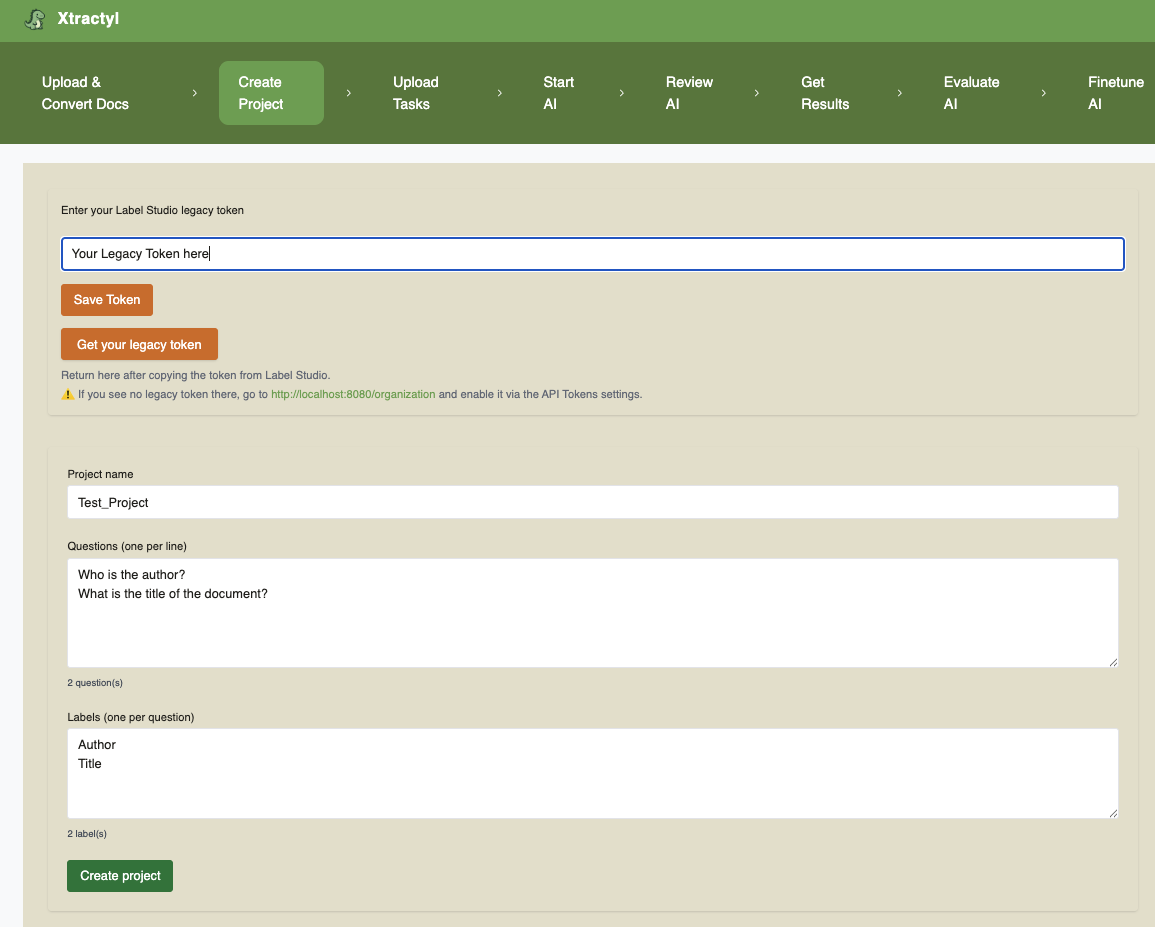 Xtractyl
Upload &
Convert Docs
›
Create
Project
›
Upload
Tasks
›
Start
AI
›
Review
AI
›
Get
Results
›
Evaluate
AI
›
Finetune
AI
Enter your Label Studio legacy token
Your Legacy Token here
Save Token
Get your legacy token
Return here after copying the token from Label Studio.
⚠️ If you see no legacy token there, go to http://localhost:8080/organization and enable it via the API Tokens settings.
Project name
Test_Project
Questions (one per line)
Who is the author?
What is the title of the document?
2 question(s)
Labels (one per question)
Author
Title
2 label(s)
Create project